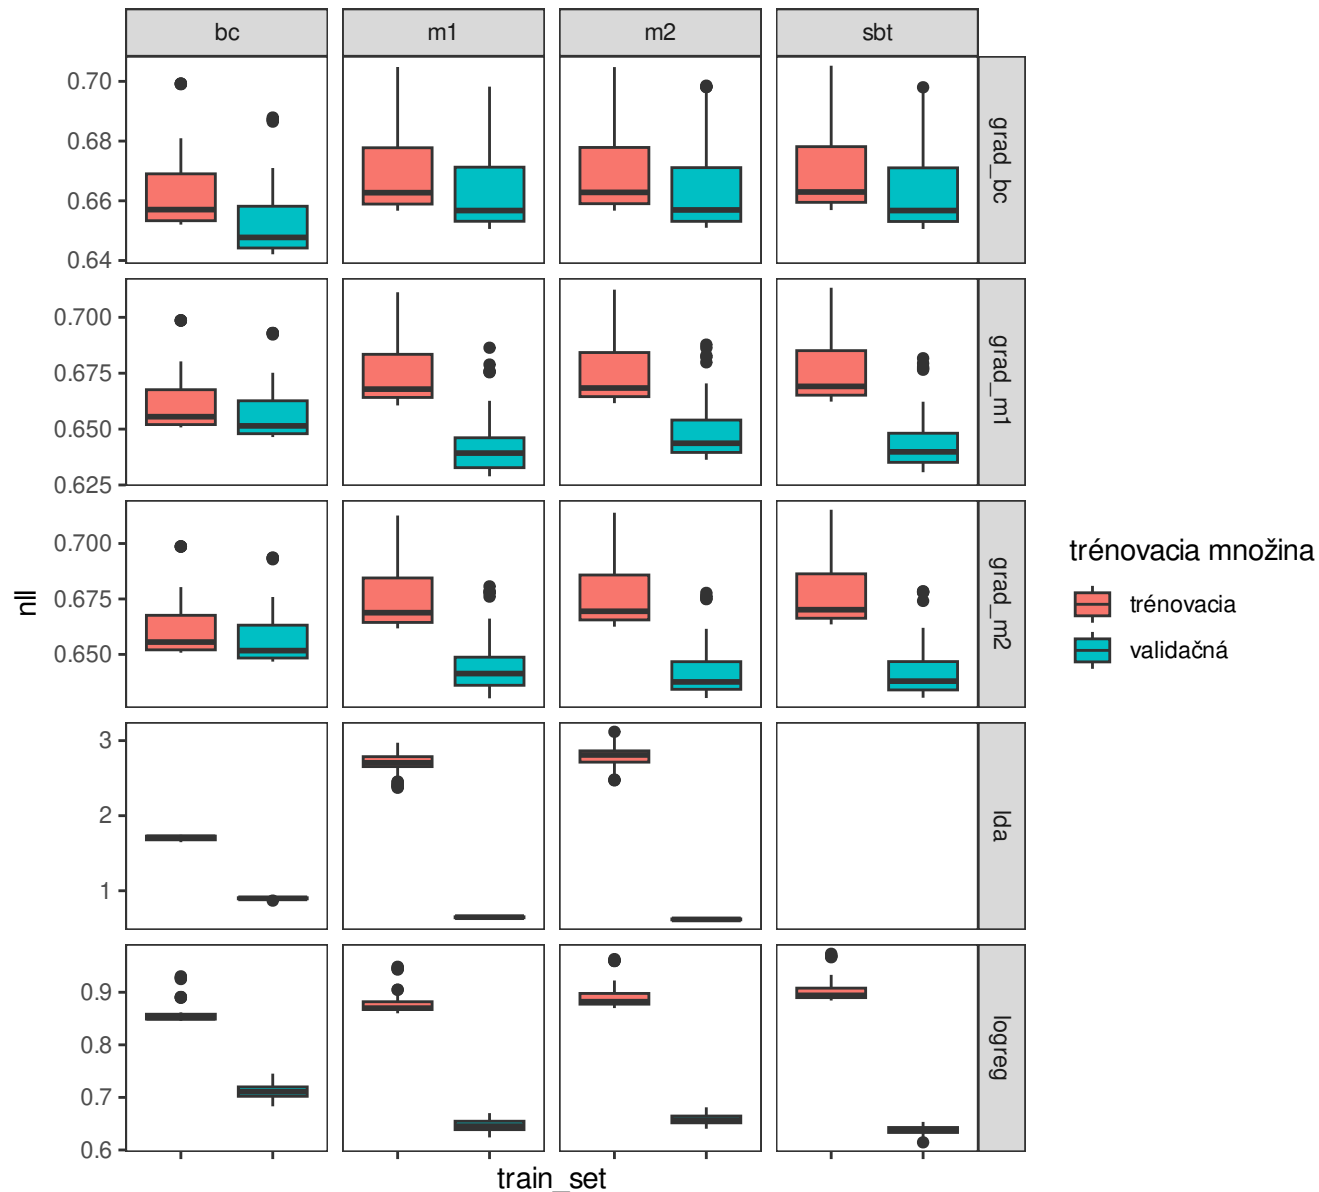 bc
m1
m2
sbt
0.70
0.68
0.66
0.64
grad_bc
0.700
0.675
0.650
0.625
grad_m1
0.700
0.675
0.650
grad_m2
3
2
1
lda
0.9
0.8
0.7
0.6
logreg
nll
train_set
trénovacia množina
trénovacia
validačná